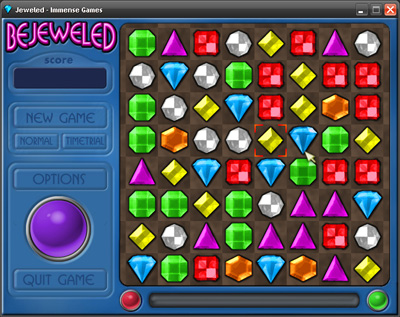 Jeweled - Immense Games
BEJEWELED
score
NEW GAME
NORMAL TIMETRIAL
OPTIONS
QUIT GAME